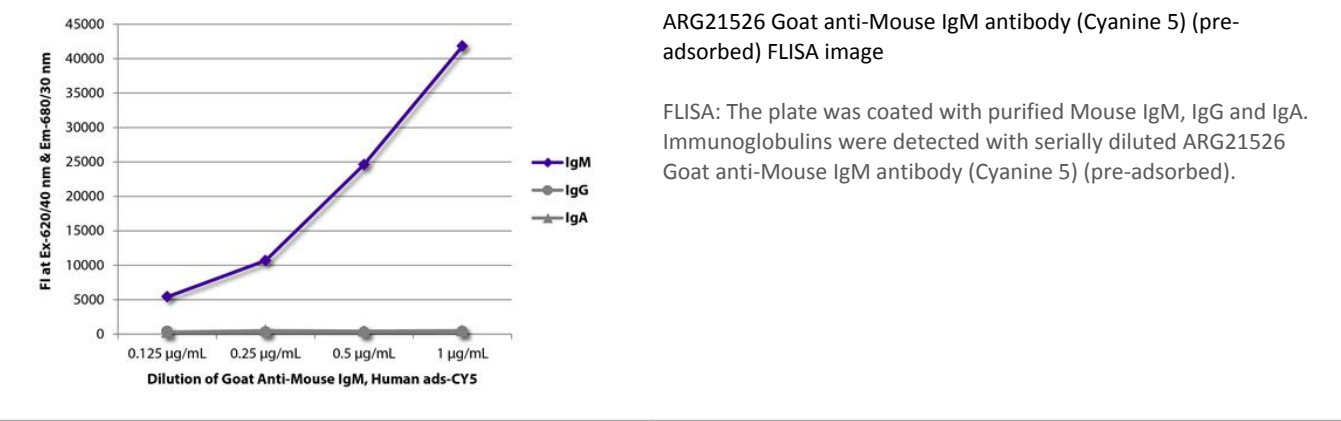 45000
40000
35000
30000
25000
20000
15000
10000
5000
0
FI at Ex-620/40 nm & Em-680/30 nm
0.125 µg/mL 0.25 µg/mL 0.5 µg/mL 1 µg/mL
Dilution of Goat Anti-Mouse IgM, Human ads-CY5
IgM
IgG
IgA
ARG21526 Goat anti-Mouse IgM antibody (Cyanine 5) (pre-
adsorbed) FLISA image
FLISA: The plate was coated with purified Mouse IgM, IgG and IgA.
Immunoglobulins were detected with serially diluted ARG21526
Goat anti-Mouse IgM antibody (Cyanine 5) (pre-adsorbed).